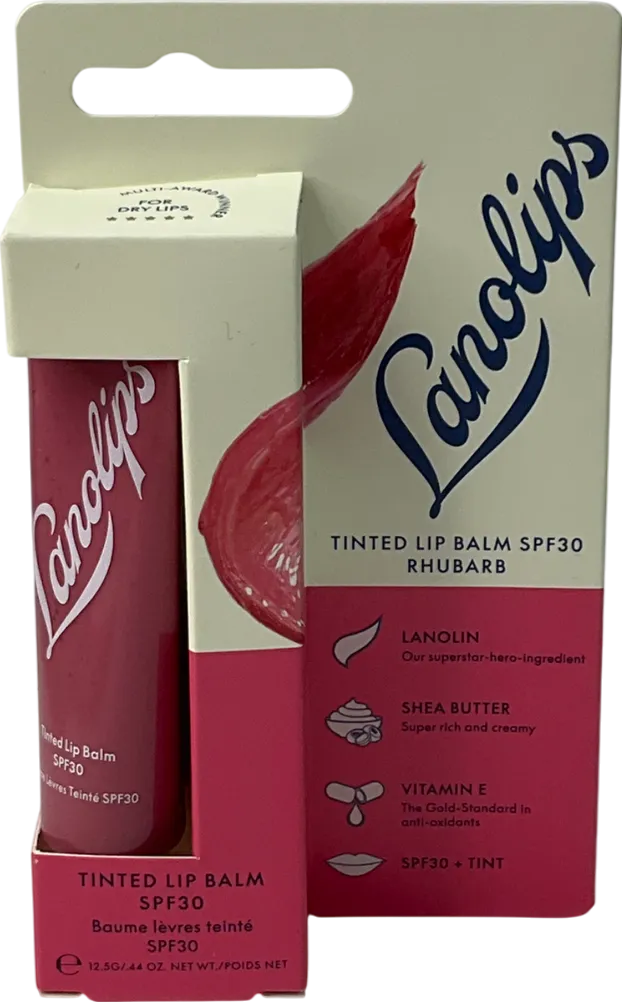 MULTI-AWARD WINNER
FOR
DRY LIPS
Lanolips
TINTED LIP BALM SPF30
RHUBARB
LANOLIN
Our superstar-hero-ingredient
SHEA BUTTER
Super rich and creamy
VITAMIN E
The Gold-Standard in
anti-oxidants
SPF30 + TINT
Lanolips
Tinted Lip Balm
SPF30
Lèvres Teinté SPF30
TINTED LIP BALM
SPF30
Baume lèvres teinté
SPF30
℮ 12.5G/.44 OZ. NET WT./POIDS NET